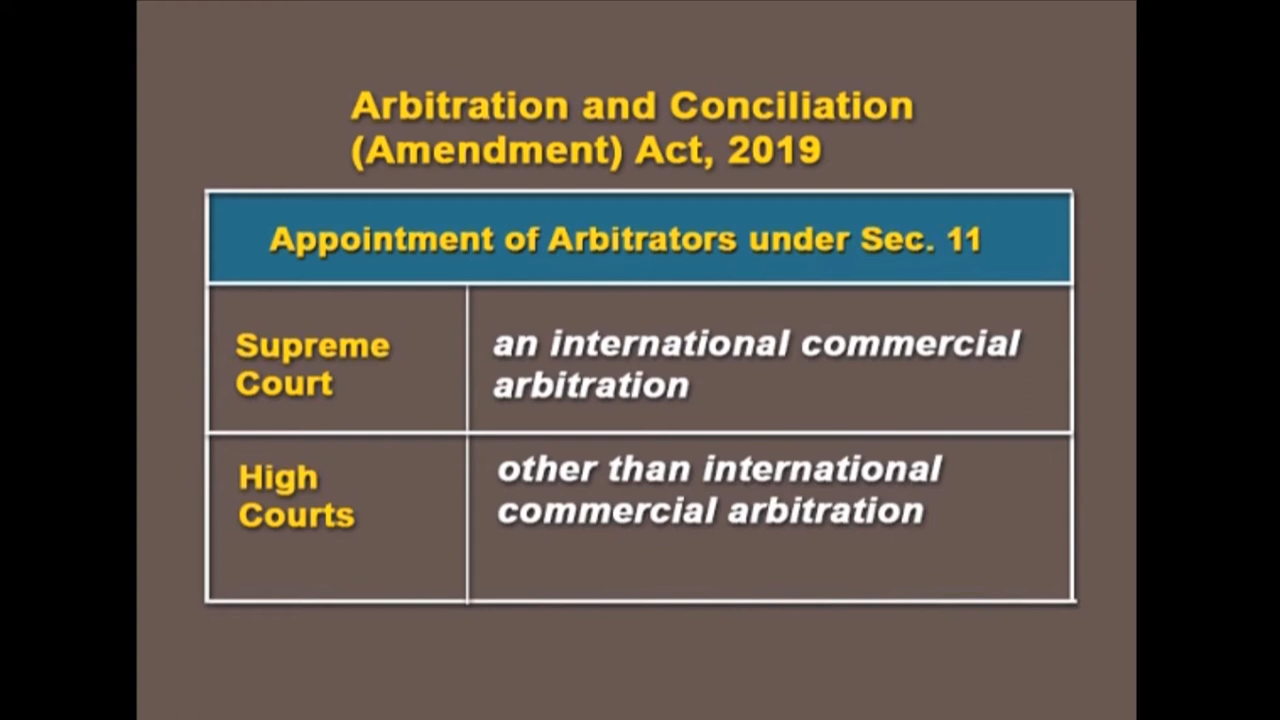 Arbitration and Conciliation
(Amendment) Act, 2019
Appointment of Arbitrators under Sec. 11
Supreme
Court
an international commercial
arbitration
High
Courts
other than international
commercial arbitration